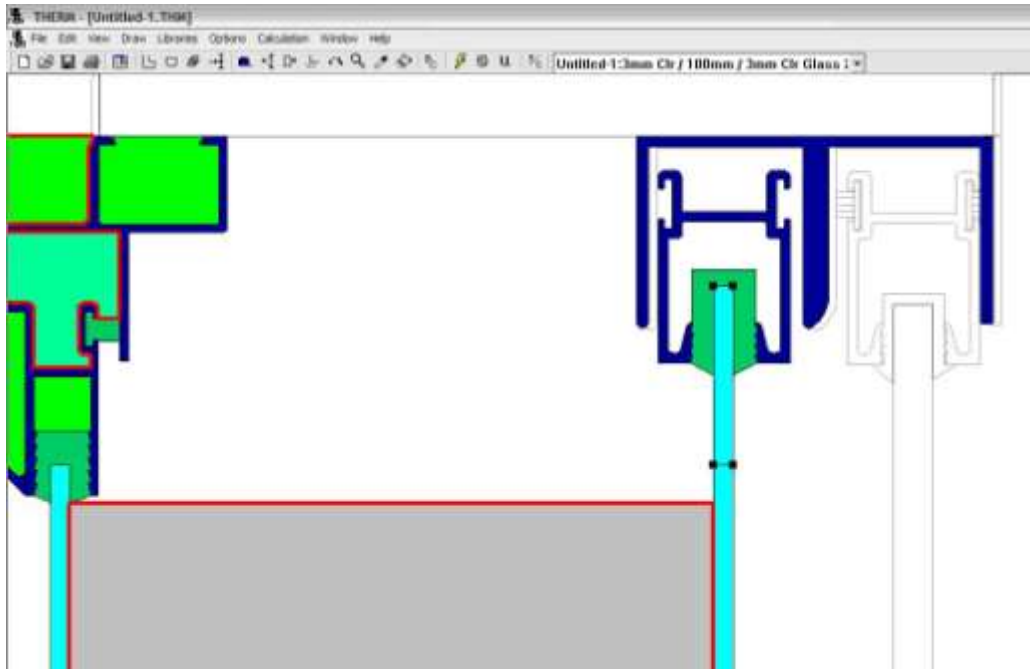 THERM - [Untitled-1.THM]
File Edit View Draw Libraries Options Calculation Window Help
Untitled-1:3mm Clr / 100mm / 3mm Clr Glass